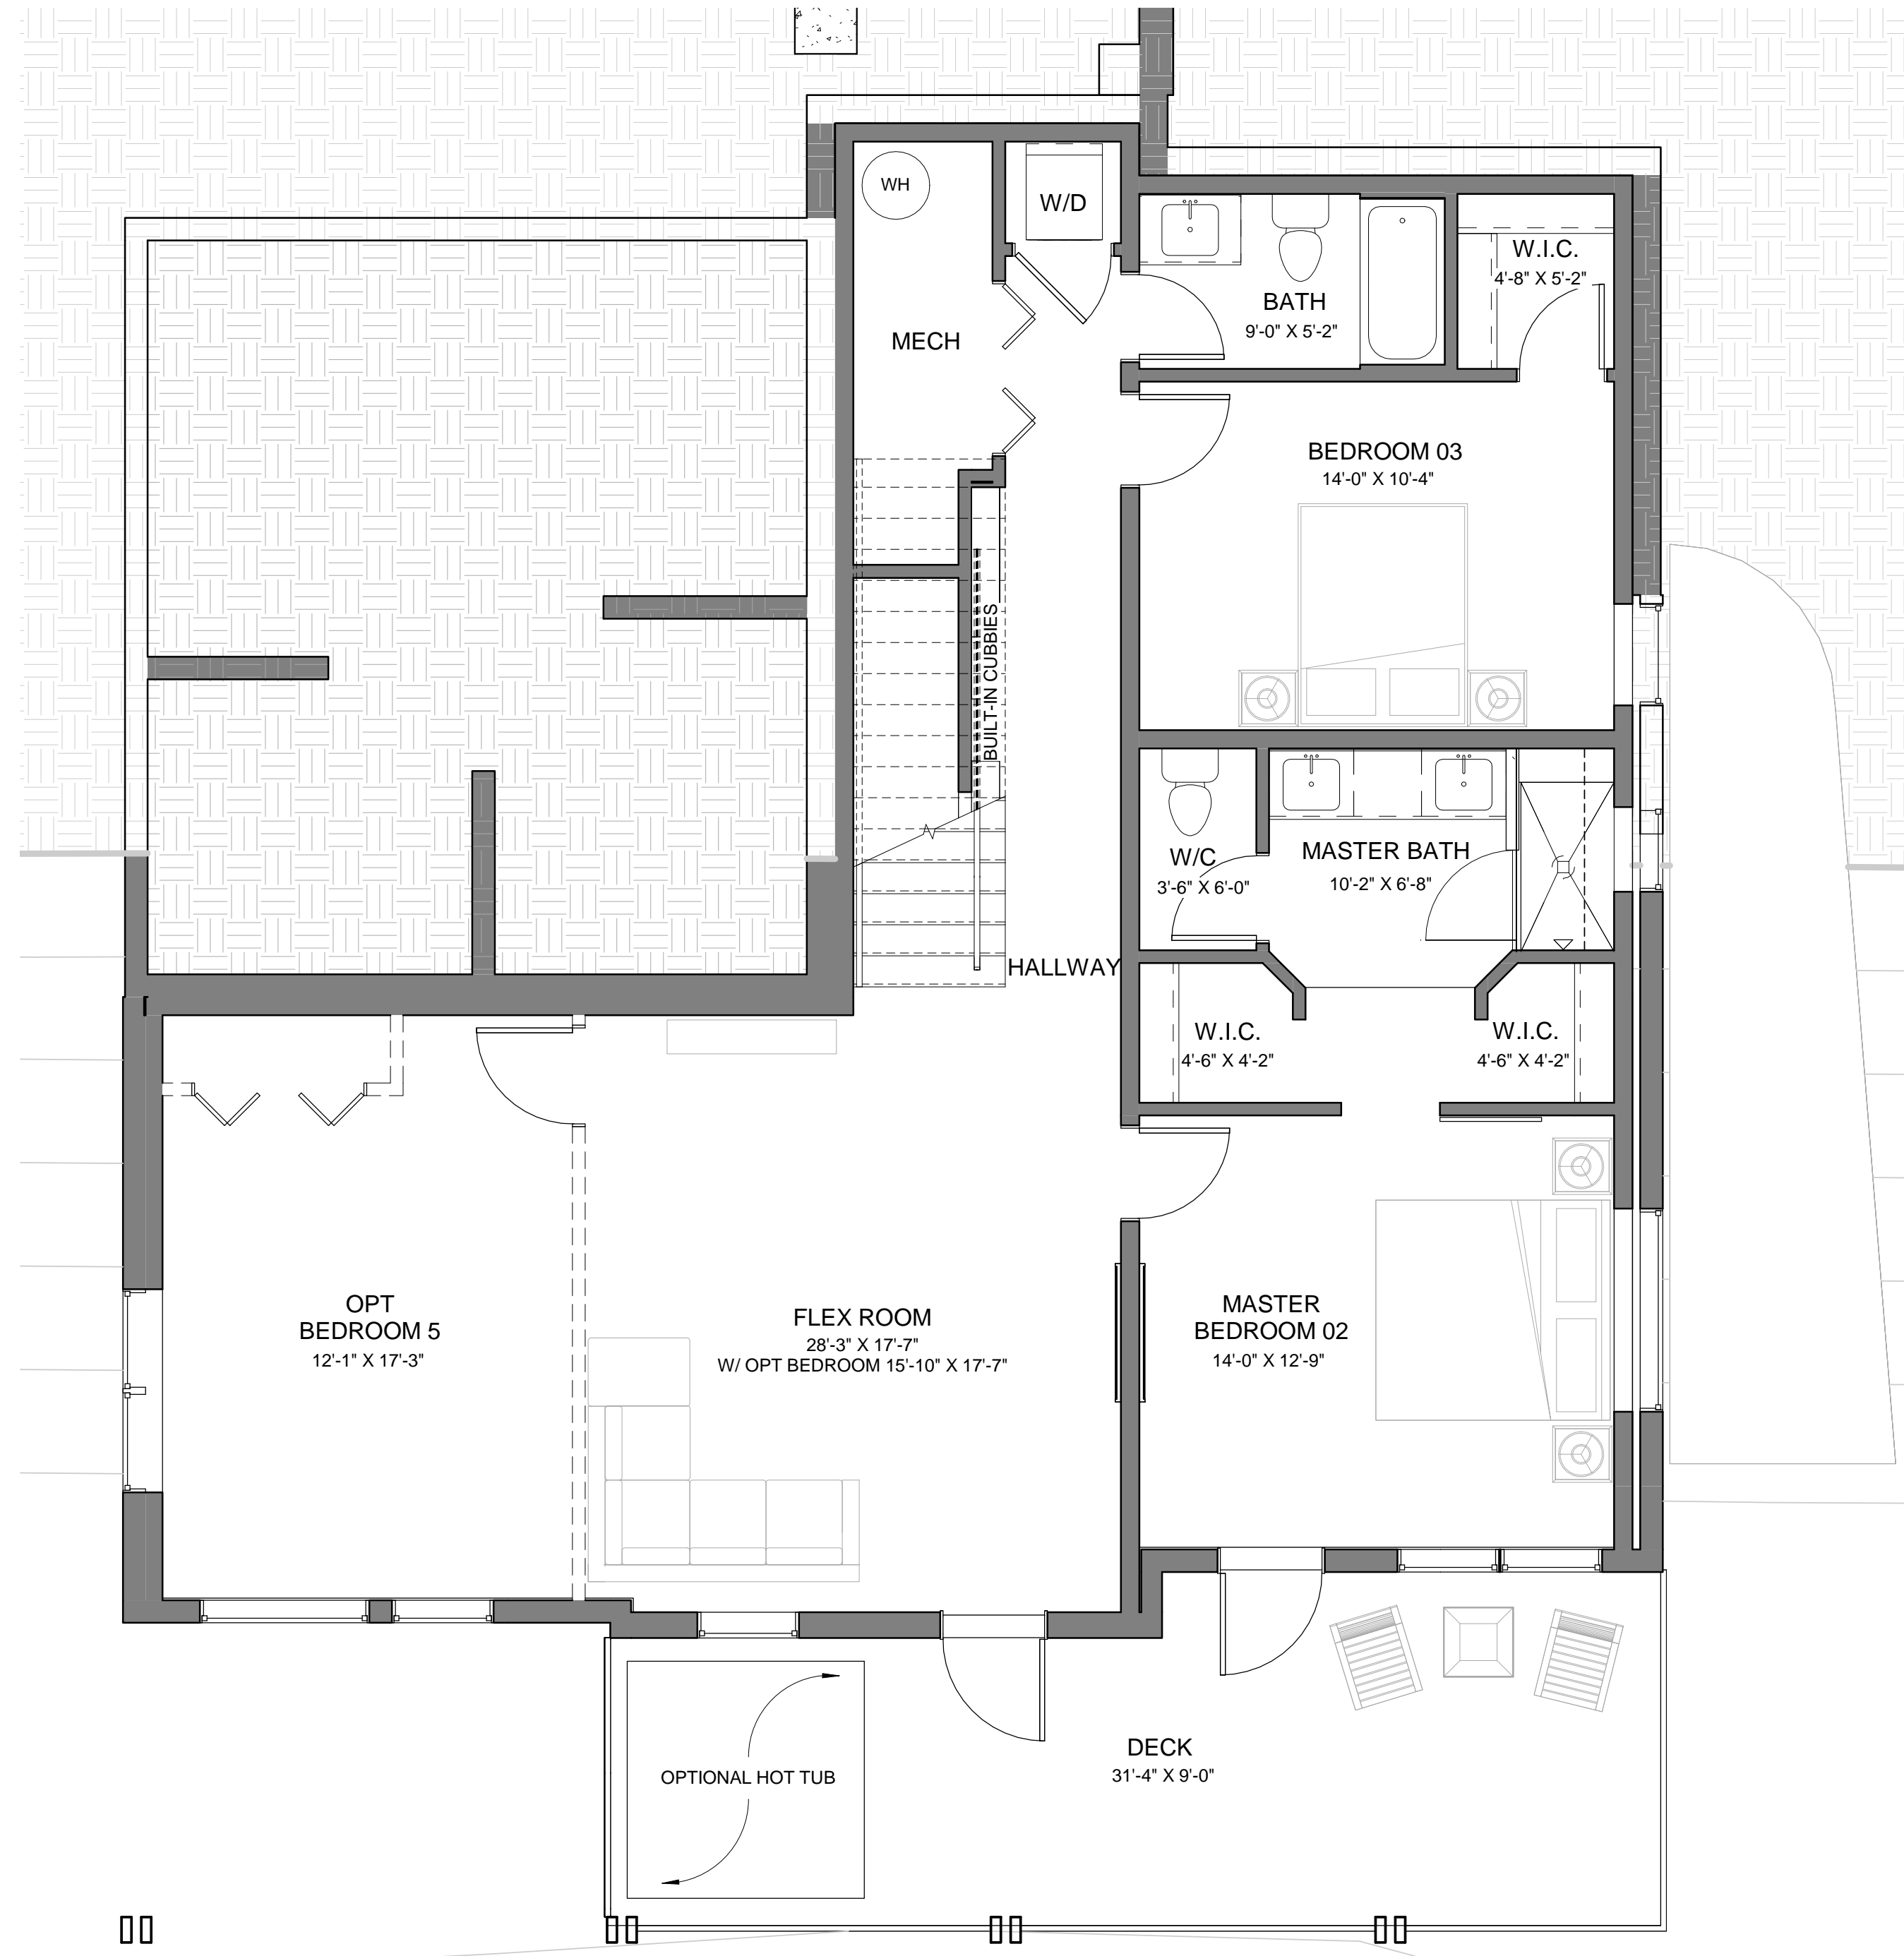 WH
W/D
W.I.C.
4'-8" X 5'-2"
BATH
9'-0" X 5'-2"
MECH
BEDROOM 03
14'-0" X 10'-4"
BUILT-IN CUBBIES
W/C
3'-6" X 6'-0"
MASTER BATH
10'-2" X 6'-8"
HALLWAY
W.I.C.
4'-6" X 4'-2"
W.I.C.
4'-6" X 4'-2"
OPT
BEDROOM 5
12'-1" X 17'-3"
FLEX ROOM
28'-3" X 17'-7"
W/ OPT BEDROOM 15'-10" X 17'-7"
MASTER
BEDROOM 02
14'-0" X 12'-9"
OPTIONAL HOT TUB
DECK
31'-4" X 9'-0"